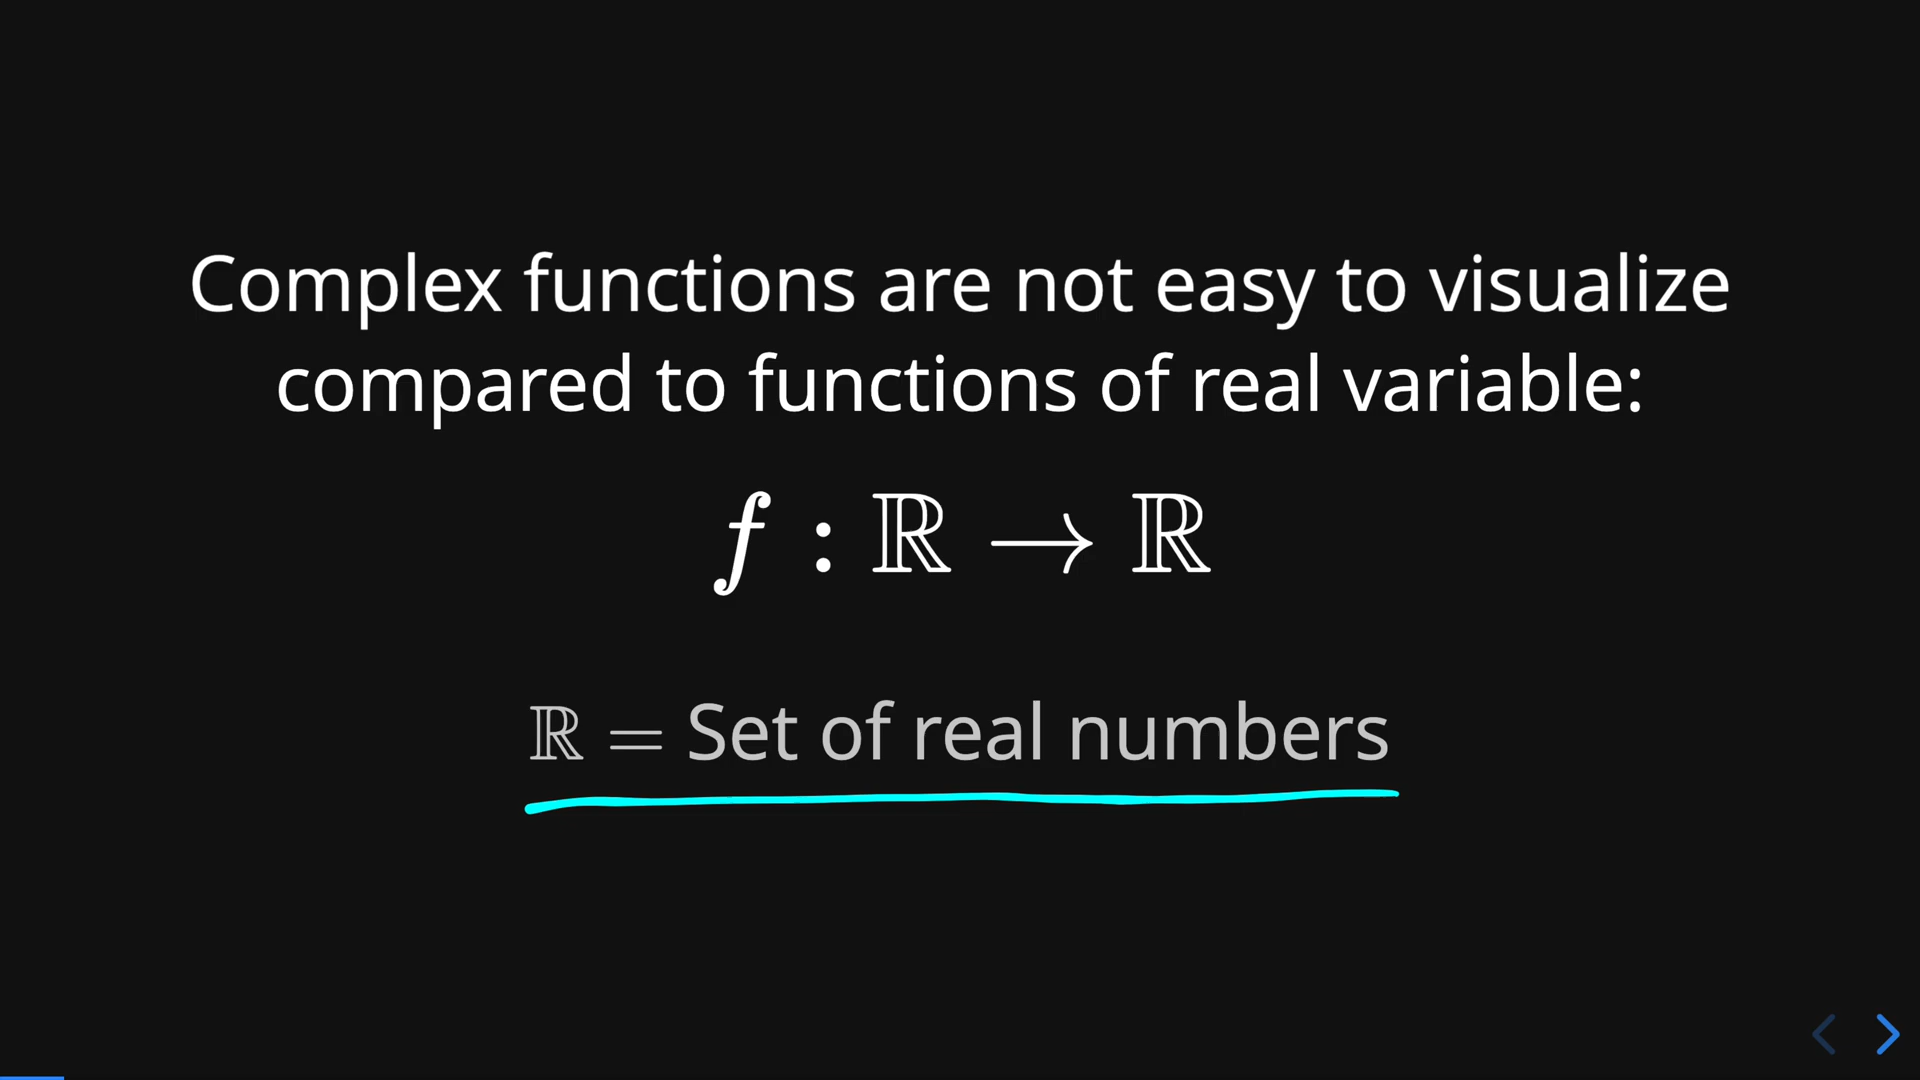 Complex functions are not easy to visualize
compared to functions of real variable:
f : ℝ → ℝ
ℝ = Set of real numbers